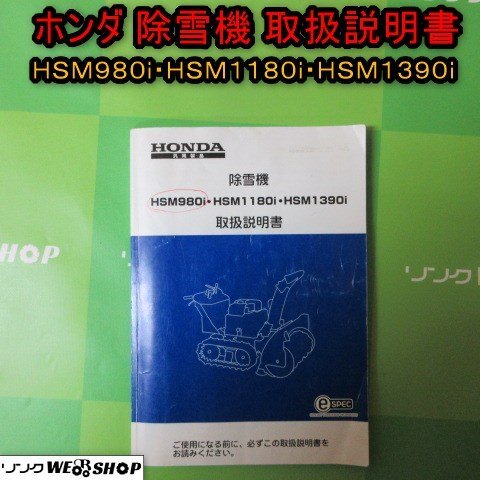 ホンダ 除雪機 取扱説明書
HSM980i・HSM1180i・HSM1390i
HONDA
汎用製品
除雪機
HSM980i・HSM1180i・HSM1390i
取扱説明書
e SPEC
ご使用になる前に、必ずこの取扱説明書を
お読みください。
SHOP
リンク
リンクWEB SHOP